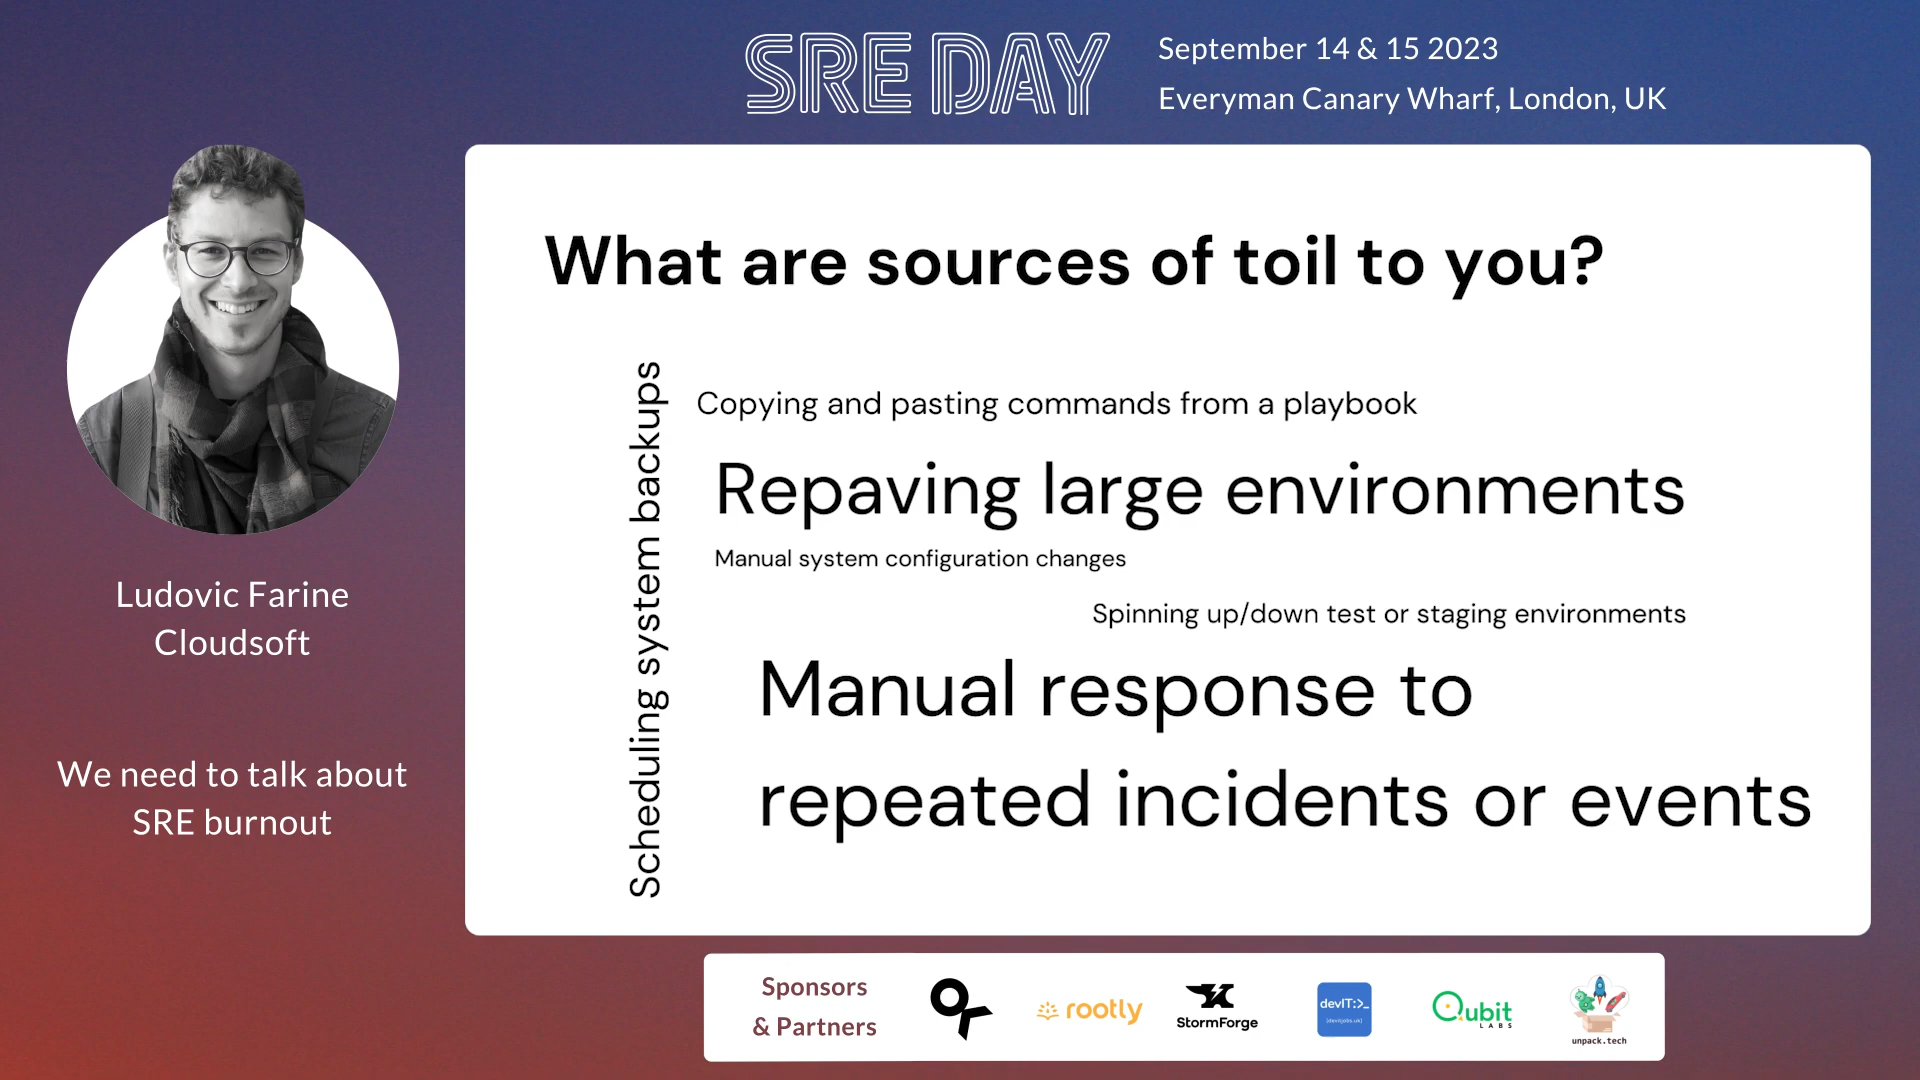 SRE DAY
September 14 & 15 2023
Everyman Canary Wharf, London, UK
Ludovic Farine
Cloudsoft
We need to talk about
SRE burnout
What are sources of toil to you?
Scheduling system backups
Copying and pasting commands from a playbook
Repaving large environments
Manual system configuration changes
Spinning up/down test or staging environments
Manual response to
repeated incidents or events
Sponsors
& Partners
rootly
StormForge
devIT:>_
[devitjobs.uk]
Qubit
LABS
unpack.tech